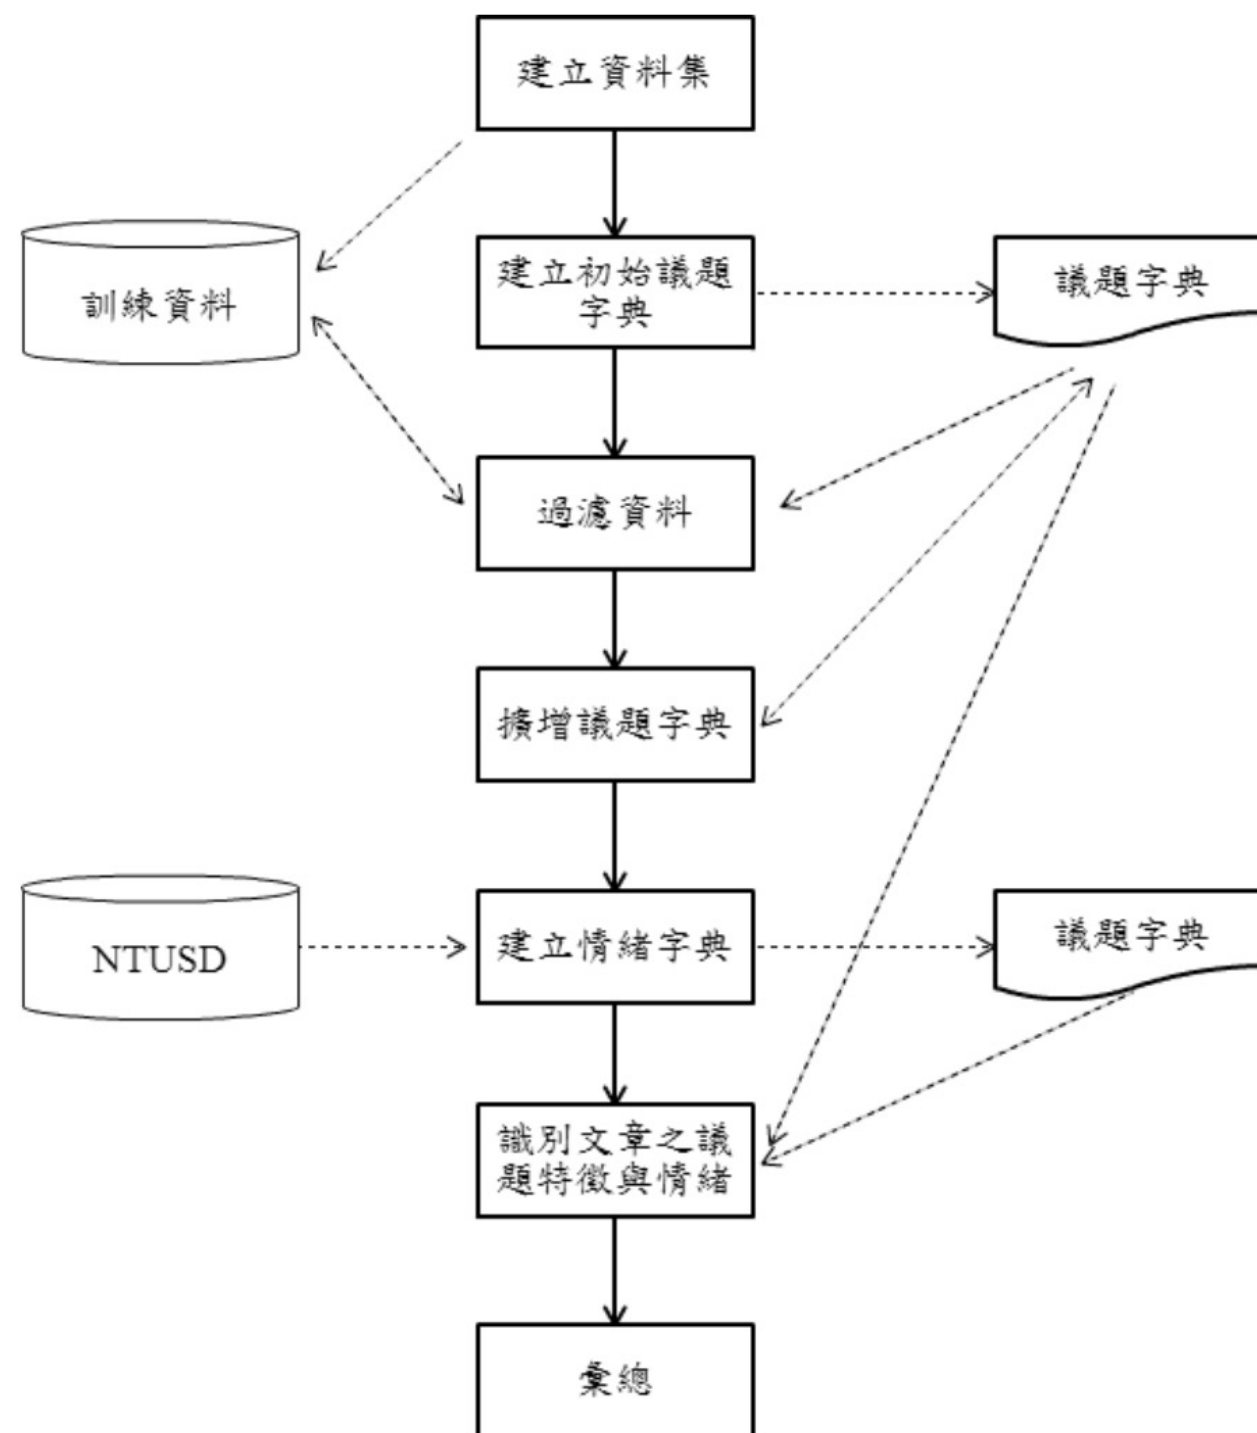 建立資料集
訓練資料
建立初始議題
字典
議題字典
過濾資料
擴增議題字典
NTUSD
建立情緒字典
議題字典
識別文章之議
題特徵與情緒
彙總